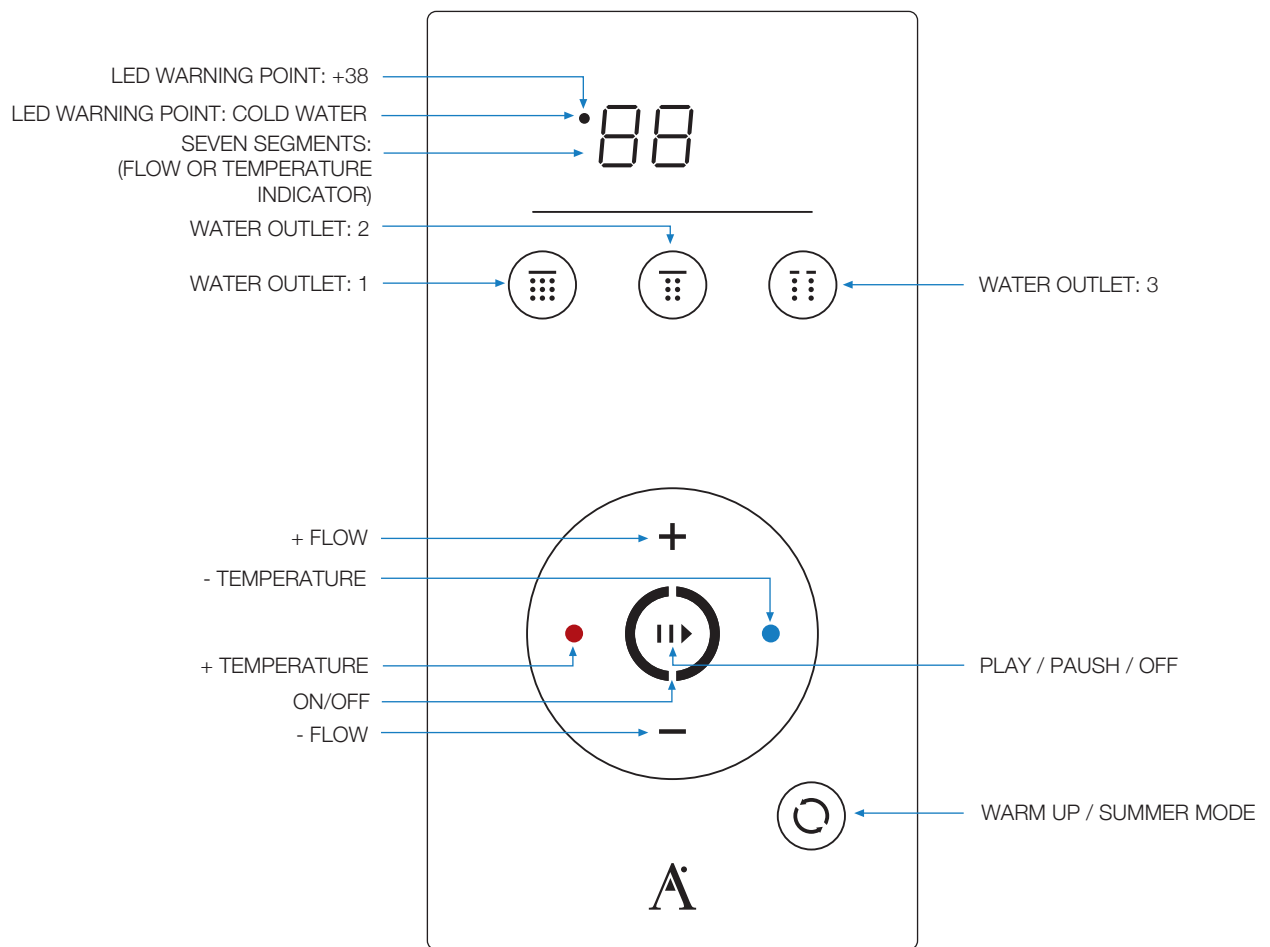 LED WARNING POINT: +38
LED WARNING POINT: COLD WATER
88
SEVEN SEGMENTS:
(FLOW OR TEMPERATURE
INDICATOR)
WATER OUTLET: 2
WATER OUTLET: 1
WATER OUTLET: 3
+ FLOW
+
- TEMPERATURE
+ TEMPERATURE
PLAY / PAUSH / OFF
ON/OFF
- FLOW
−
WARM UP / SUMMER MODE
A